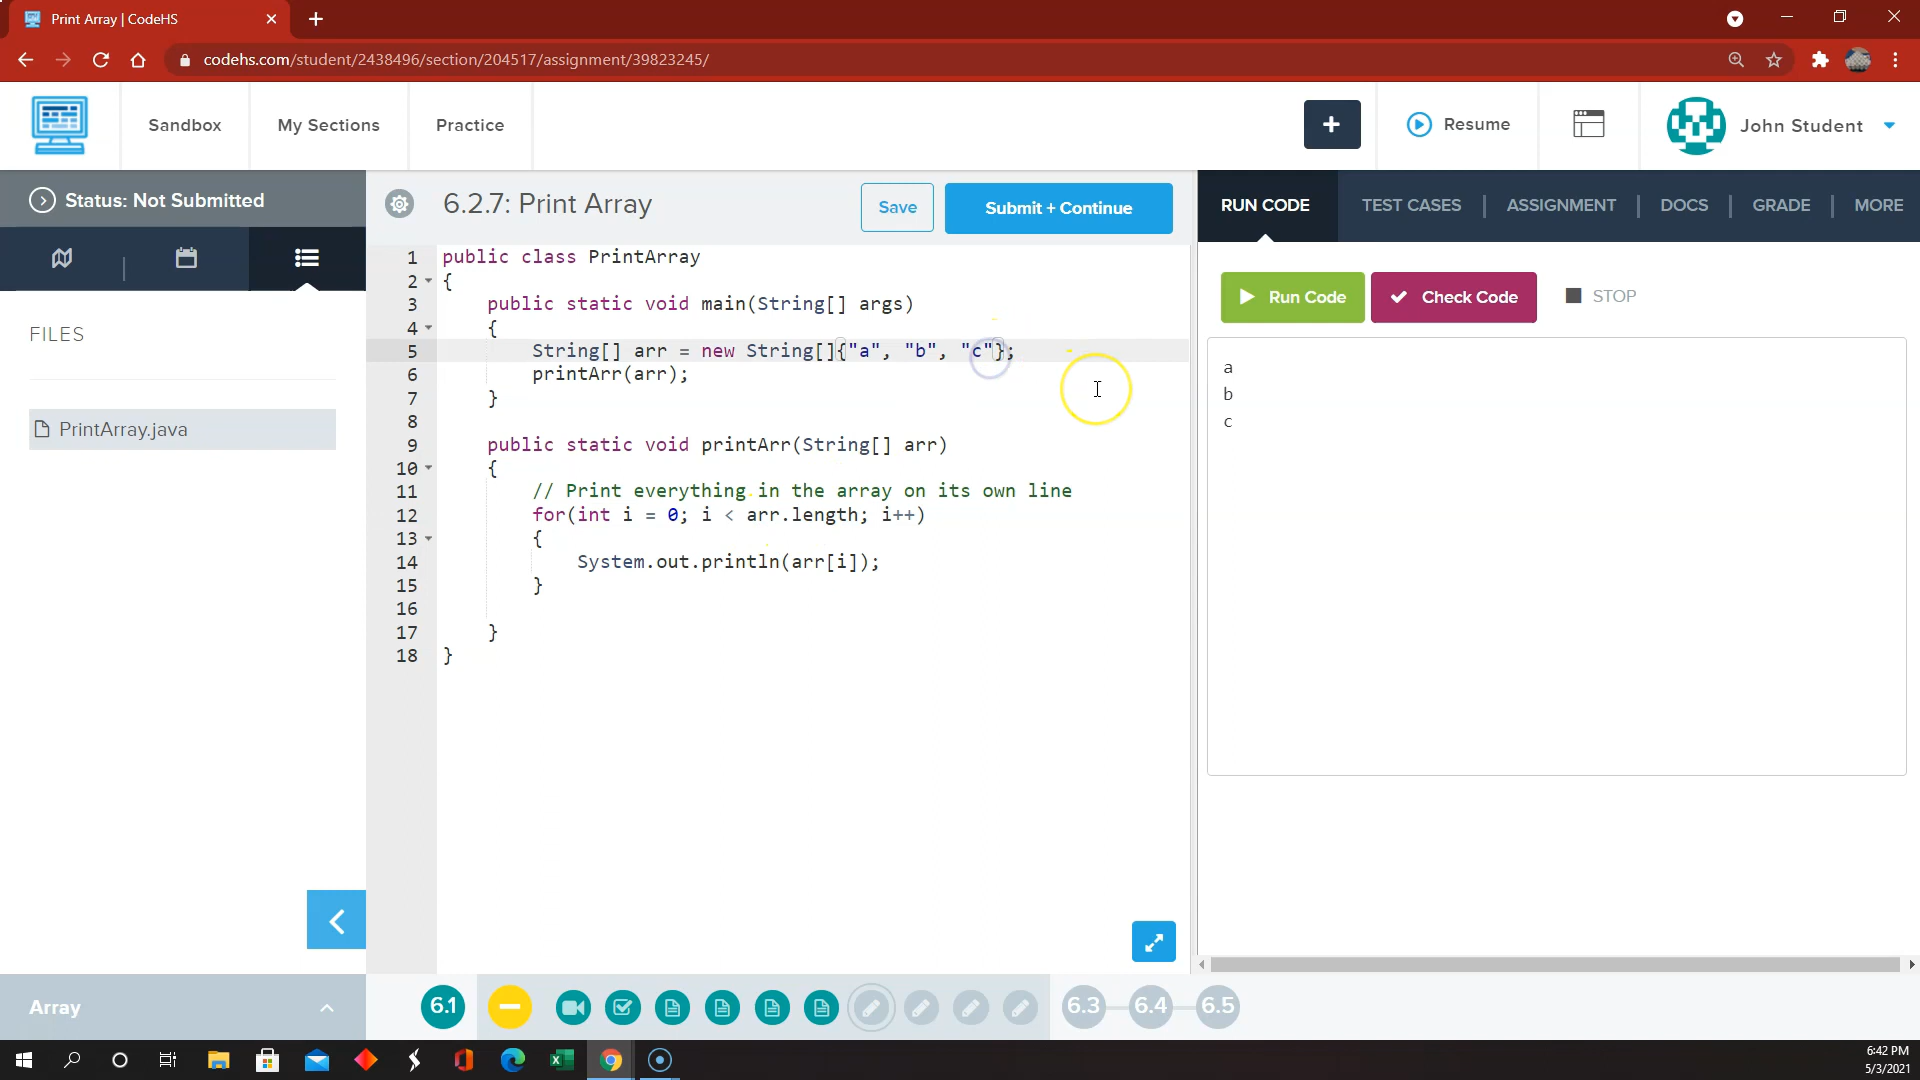 Print Array | CodeHS
codehs.com/student/2438496/section/204517/assignment/39823245/
Sandbox
My Sections
Practice
Resume
John Student
Status: Not Submitted
6.2.7: Print Array
Save
Submit + Continue
RUN CODE
TEST CASES
ASSIGNMENT
DOCS
GRADE
MORE
FILES
PrintArray.java
1 public class PrintArray
2 {
3 public static void main(String[] args)
4 {
5 String[] arr = new String[]{"a", "b", "c"};
6 printArr(arr);
7 }
8
9 public static void printArr(String[] arr)
10 {
11 // Print everything in the array on its own line
12 for(int i = 0; i < arr.length; i++)
13 {
14 System.out.println(arr[i]);
15 }
16
17 }
18 }
Run Code
Check Code
STOP
a
b
c
Array
6.1
6.3
6.4
6.5
6:42 PM
5/3/2021